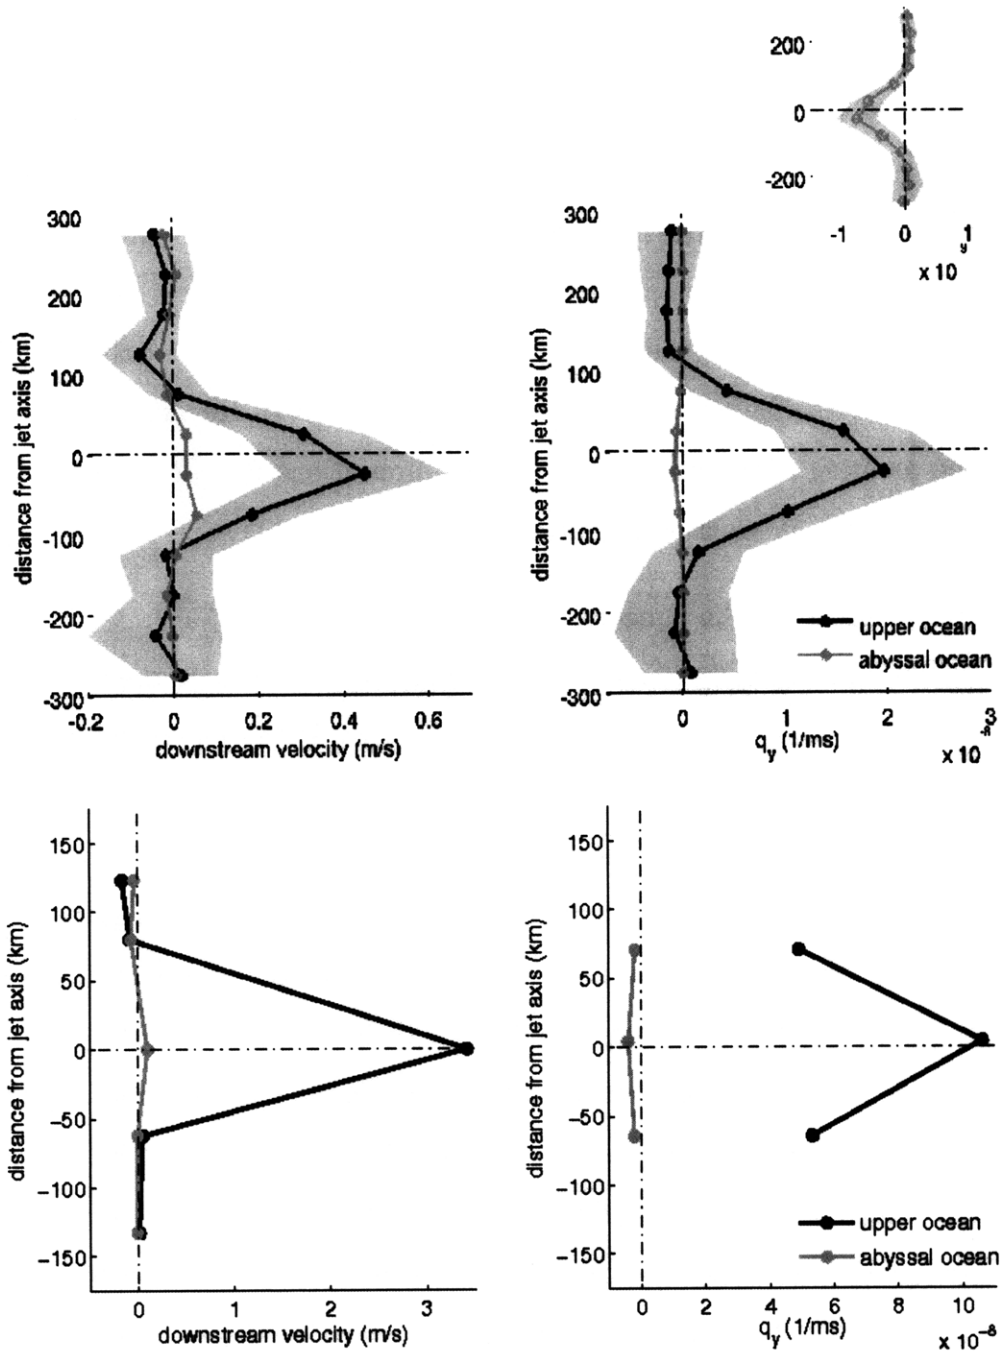 200
0
-200
-1 0 1
y
x 10
300
200
100
0
-100
-200
-300
distance from jet axis (km)
-0.2 0 0.2 0.4 0.6
downstream velocity (m/s)
300
200
100
0
-100
-200
-300
distance from jet axis (km)
upper ocean
abyssal ocean
0 1 2 3
q_y (1/ms)
x 10
150
100
50
0
−50
−100
−150
distance from jet axis (km)
0 1 2 3
downstream velocity (m/s)
150
100
50
0
−50
−100
−150
distance from jet axis (km)
upper ocean
abyssal ocean
0 2 4 6 8 10
q_y (1/ms)
x 10